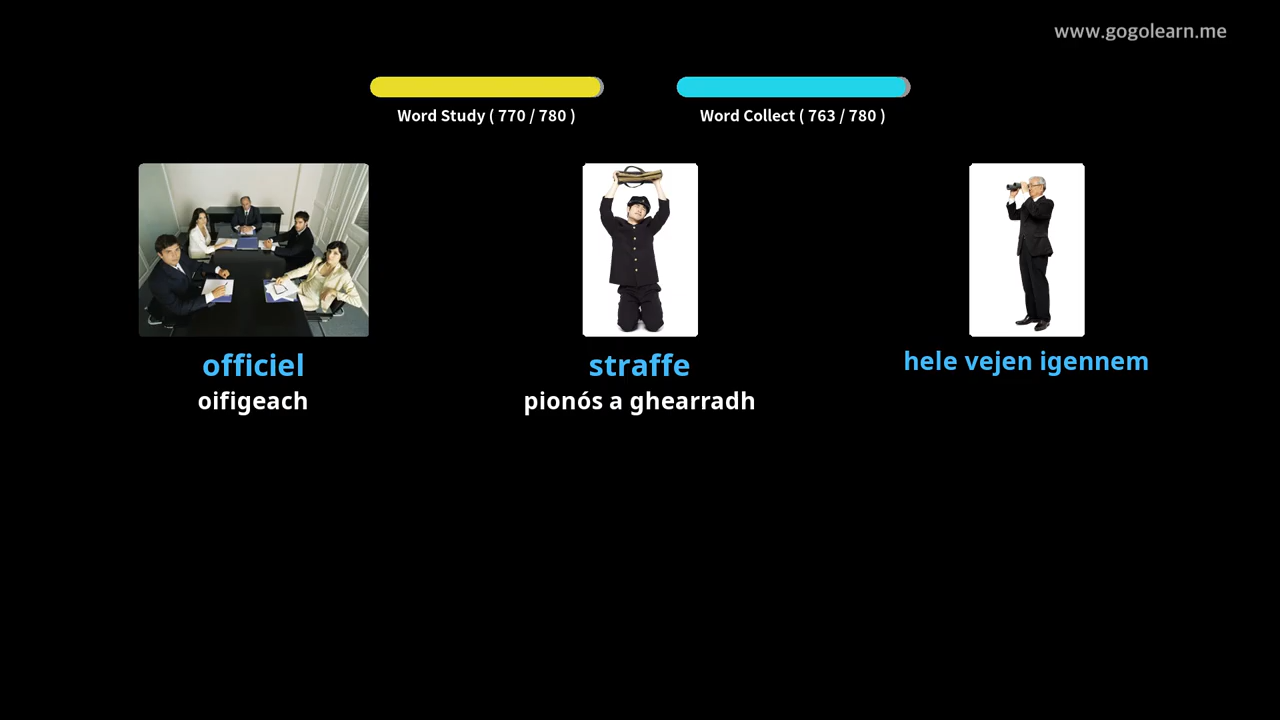 www.gogolearn.me
Word Study ( 770 / 780 )
Word Collect ( 763 / 780 )
officiel
straffe
hele vejen igennem
oifigeach
pionós a ghearradh